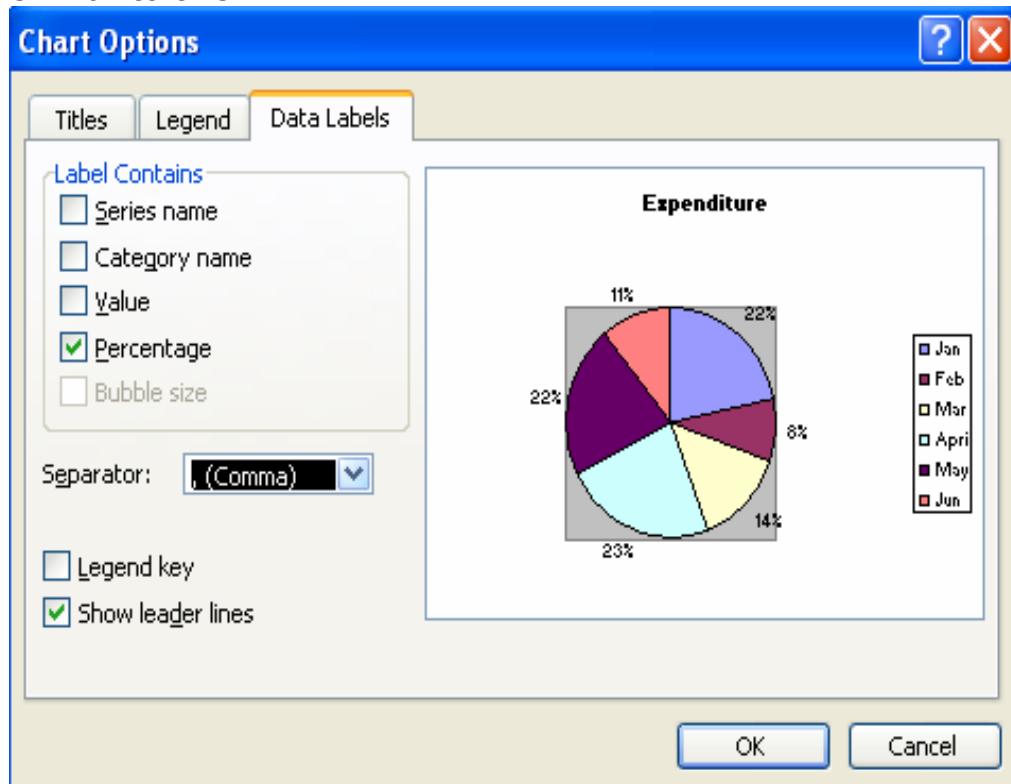 Chart Options
Titles Legend Data Labels
Label Contains
Series name
Category name
Value
Percentage
Bubble size
Separator: , (Comma)
Legend key
Show leader lines
Expenditure
11%
22%
22%
8%
14%
23%
Jan
Feb
Mar
Apri
May
Jun
OK Cancel